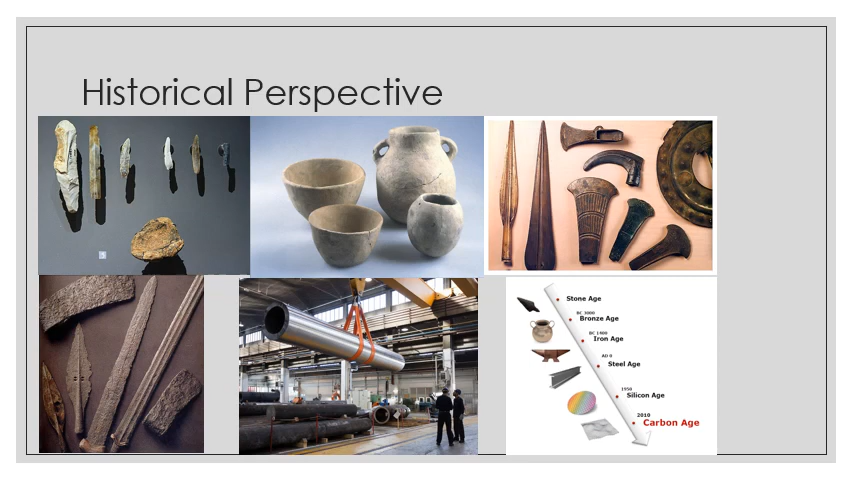 Historical Perspective
Stone Age
BC 3000
Bronze Age
BC 1400
Iron Age
AD 0
Steel Age
1950
Silicon Age
2010
Carbon Age